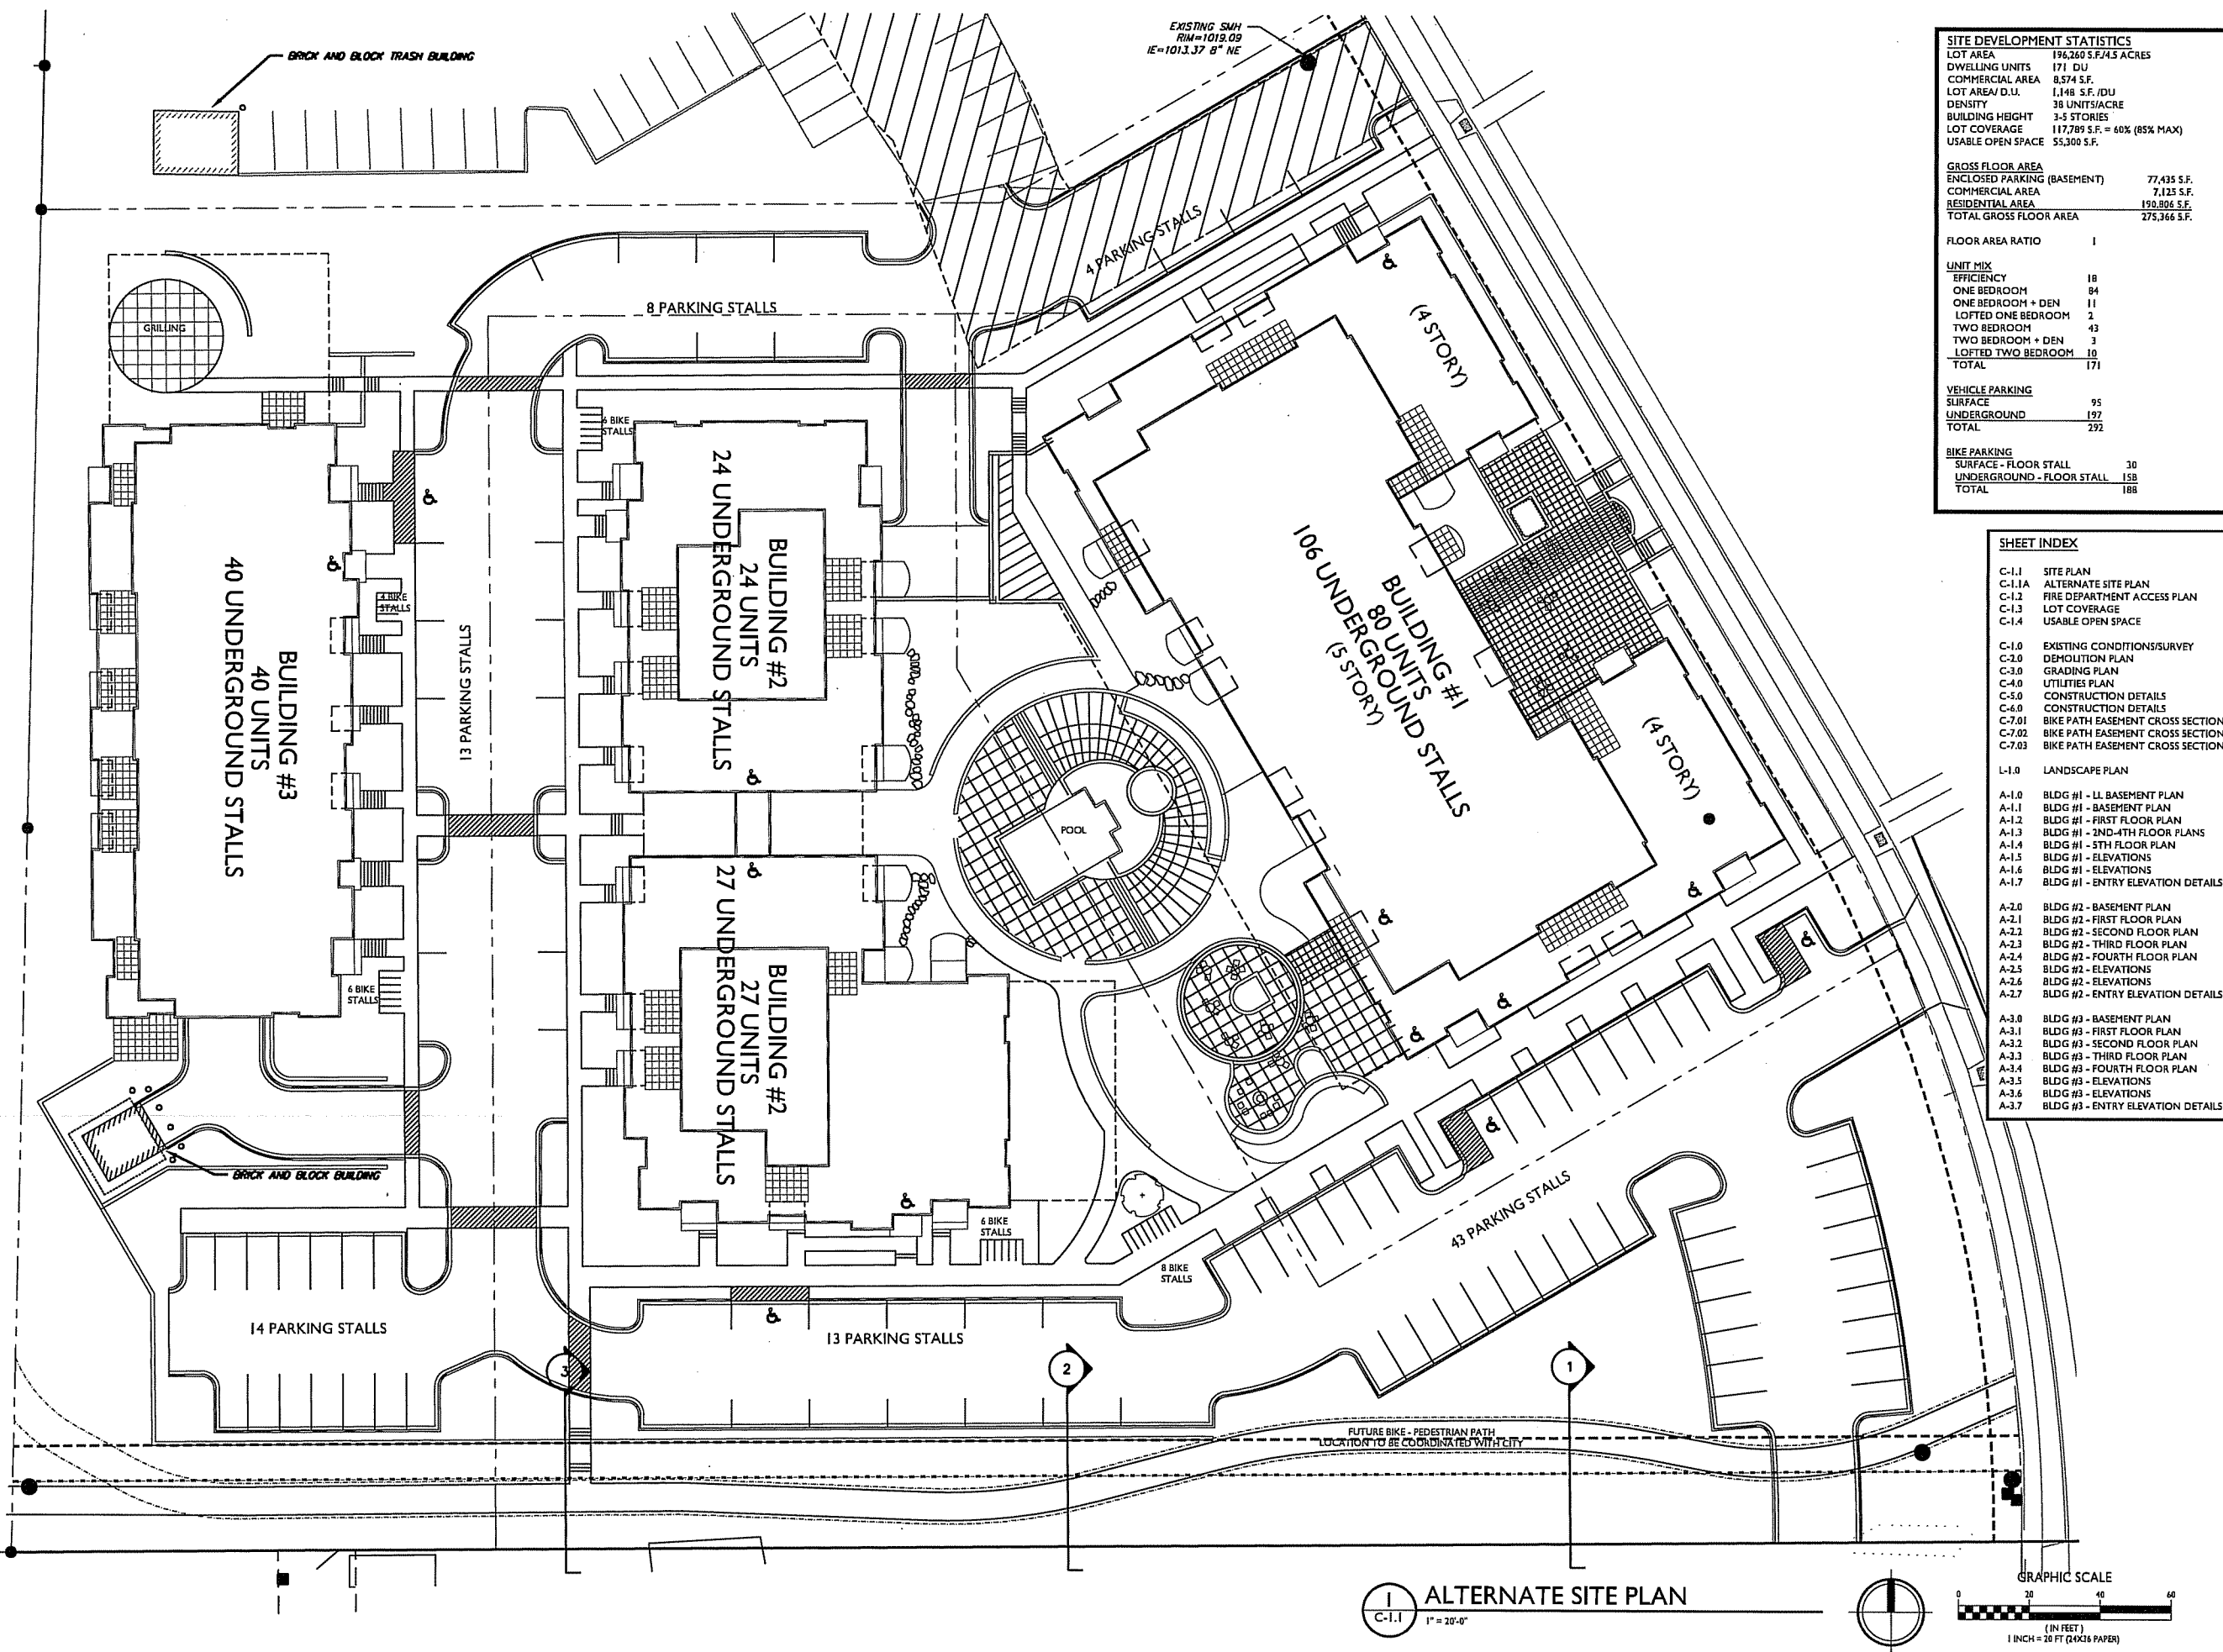 BRICK AND BLOCK TRASH BUILDING
EXISTING SMH
RIM=1019.09
IE=1013.37 8" NE
4 PARKING STALLS
8 PARKING STALLS
GRILLING
6 BIKE
STALLS
(4 STORY)
BUILDING #3
40 UNITS
40 UNDERGROUND STALLS
4 BIKE
STALLS
13 PARKING STALLS
BUILDING #2
24 UNITS
24 UNDERGROUND STALLS
BUILDING #1
80 UNITS
106 UNDERGROUND STALLS
(5 STORY)
(4 STORY)
POOL
BUILDING #2
27 UNITS
27 UNDERGROUND STALLS
6 BIKE
STALLS
BRICK AND BLOCK BUILDING
6 BIKE
STALLS
8 BIKE
STALLS
43 PARKING STALLS
14 PARKING STALLS
13 PARKING STALLS
3
2
1
FUTURE BIKE - PEDESTRIAN PATH
LOCATION TO BE COORDINATED WITH CITY
SITE DEVELOPMENT STATISTICS
LOT AREA 196,260 S.F./4.5 ACRES
DWELLING UNITS 171 DU
COMMERCIAL AREA 8,574 S.F.
LOT AREA/ D.U. 1,148 S.F. /DU
DENSITY 38 UNITS/ACRE
BUILDING HEIGHT 3-5 STORIES
LOT COVERAGE 117,789 S.F. = 60% (85% MAX)
USABLE OPEN SPACE 55,300 S.F.
GROSS FLOOR AREA
ENCLOSED PARKING (BASEMENT) 77,435 S.F.
COMMERCIAL AREA 7,125 S.F.
RESIDENTIAL AREA 190,806 S.F.
TOTAL GROSS FLOOR AREA 275,366 S.F.
FLOOR AREA RATIO 1
UNIT MIX
EFFICIENCY 18
ONE BEDROOM 84
ONE BEDROOM + DEN 11
LOFTED ONE BEDROOM 2
TWO BEDROOM 43
TWO BEDROOM + DEN 3
LOFTED TWO BEDROOM 10
TOTAL 171
VEHICLE PARKING
SURFACE 95
UNDERGROUND 197
TOTAL 292
BIKE PARKING
SURFACE - FLOOR STALL 30
UNDERGROUND - FLOOR STALL 158
TOTAL 188
SHEET INDEX
C-1.1 SITE PLAN
C-1.1A ALTERNATE SITE PLAN
C-1.2 FIRE DEPARTMENT ACCESS PLAN
C-1.3 LOT COVERAGE
C-1.4 USABLE OPEN SPACE
C-1.0 EXISTING CONDITIONS/SURVEY
C-2.0 DEMOLITION PLAN
C-3.0 GRADING PLAN
C-4.0 UTILITIES PLAN
C-5.0 CONSTRUCTION DETAILS
C-6.0 CONSTRUCTION DETAILS
C-7.01 BIKE PATH EASEMENT CROSS SECTION
C-7.02 BIKE PATH EASEMENT CROSS SECTION
C-7.03 BIKE PATH EASEMENT CROSS SECTION
L-1.0 LANDSCAPE PLAN
A-1.0 BLDG #1 - LL BASEMENT PLAN
A-1.1 BLDG #1 - BASEMENT PLAN
A-1.2 BLDG #1 - FIRST FLOOR PLAN
A-1.3 BLDG #1 - 2ND-4TH FLOOR PLANS
A-1.4 BLDG #1 - 5TH FLOOR PLAN
A-1.5 BLDG #1 - ELEVATIONS
A-1.6 BLDG #1 - ELEVATIONS
A-1.7 BLDG #1 - ENTRY ELEVATION DETAILS
A-2.0 BLDG #2 - BASEMENT PLAN
A-2.1 BLDG #2 - FIRST FLOOR PLAN
A-2.2 BLDG #2 - SECOND FLOOR PLAN
A-2.3 BLDG #2 - THIRD FLOOR PLAN
A-2.4 BLDG #2 - FOURTH FLOOR PLAN
A-2.5 BLDG #2 - ELEVATIONS
A-2.6 BLDG #2 - ELEVATIONS
A-2.7 BLDG #2 - ENTRY ELEVATION DETAILS
A-3.0 BLDG #3 - BASEMENT PLAN
A-3.1 BLDG #3 - FIRST FLOOR PLAN
A-3.2 BLDG #3 - SECOND FLOOR PLAN
A-3.3 BLDG #3 - THIRD FLOOR PLAN
A-3.4 BLDG #3 - FOURTH FLOOR PLAN
A-3.5 BLDG #3 - ELEVATIONS
A-3.6 BLDG #3 - ELEVATIONS
A-3.7 BLDG #3 - ENTRY ELEVATION DETAILS
1
C-1.1
ALTERNATE SITE PLAN
1" = 20'-0"
GRAPHIC SCALE
0 20 40 60
( IN FEET )
1 INCH = 20 FT (24X36 PAPER)